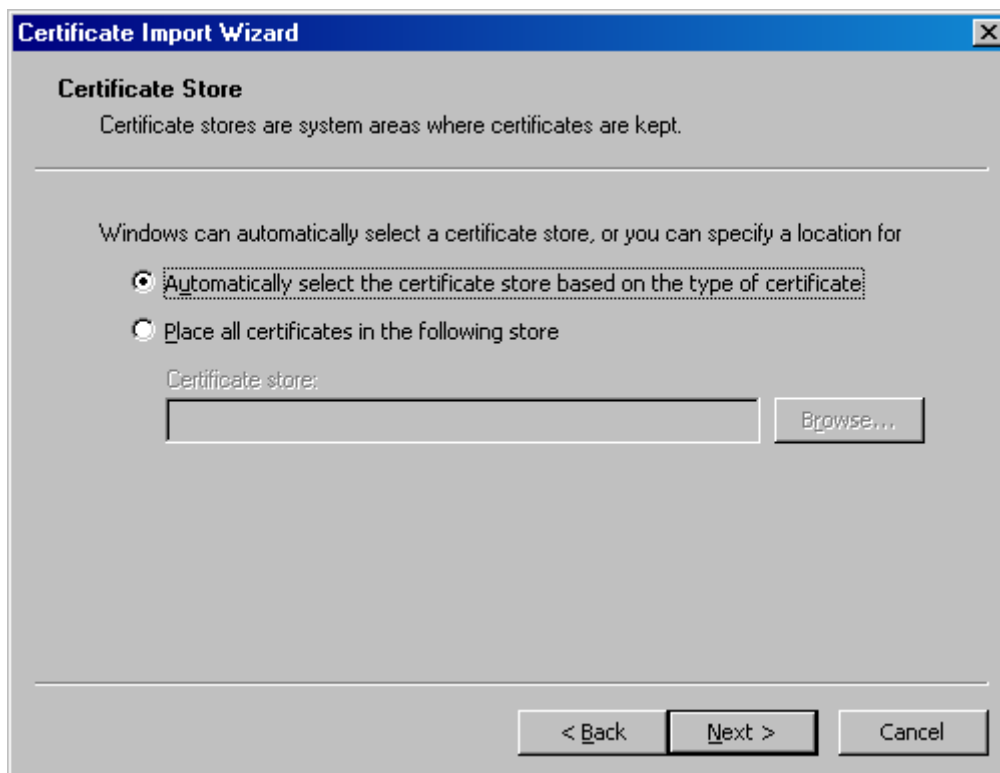 Certificate Import Wizard
Certificate Store
Certificate stores are system areas where certificates are kept.
Windows can automatically select a certificate store, or you can specify a location for
Automatically select the certificate store based on the type of certificate
Place all certificates in the following store
Certificate store:
Browse...
< Back Next > Cancel